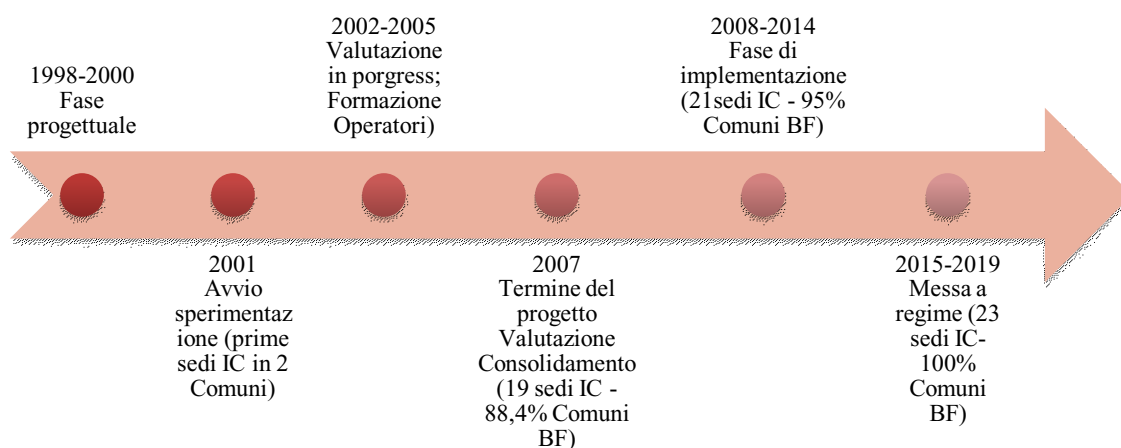 1998-2000
Fase
progettuale
2001
Avvio
sperimentaz
ione (prime
sedi IC in 2
Comuni)
2002-2005
Valutazione
in porgress;
Formazione
Operatori)
2007
Termine del
progetto
Valutazione
Consolidamento
(19 sedi IC -
88,4% Comuni
BF)
2008-2014
Fase di
implementazione
(21sedi IC - 95%
Comuni BF)
2015-2019
Messa a
regime (23
sedi IC-
100%
Comuni
BF)